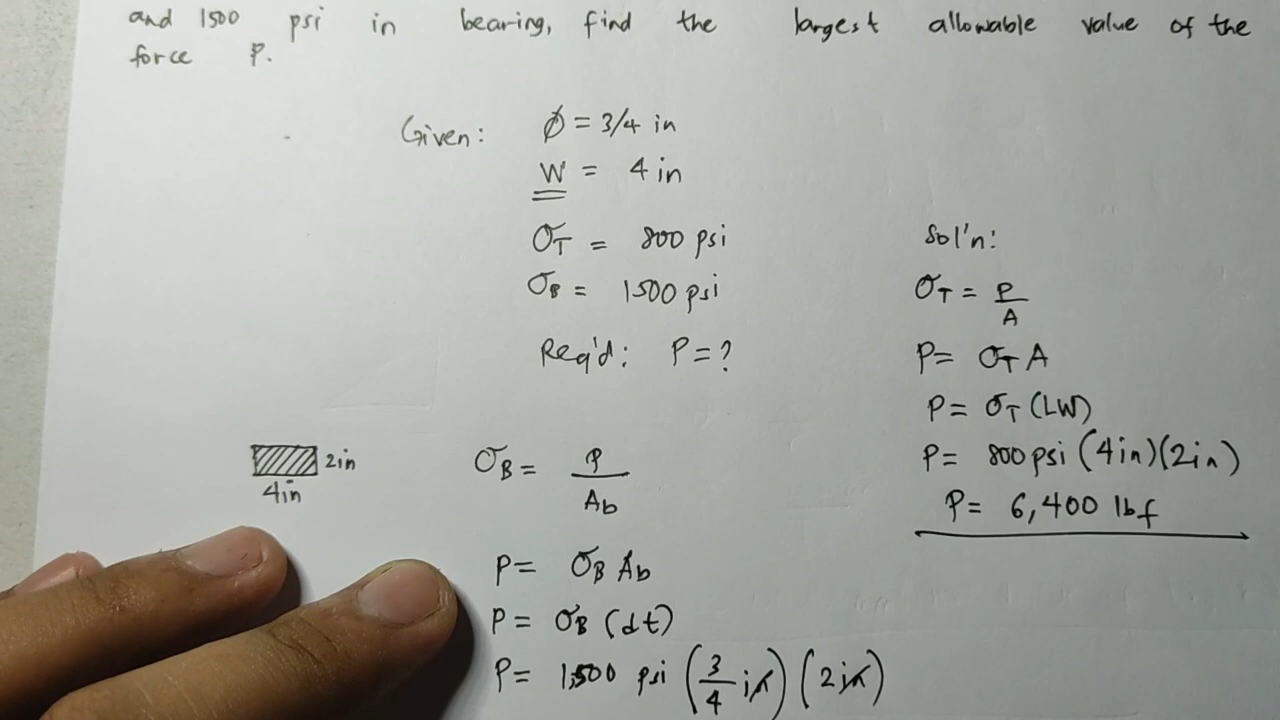 and 1500 psi in bearing, find the largest allowable value of the
force P.
Given: Ø = 3/4 in
W = 4 in
σT = 800 psi
σB = 1500 psi
Req'd: P = ?
Sol'n:
σT = P/A
P = σT A
P = σT (LW)
P = 800 psi (4in)(2in)
P = 6,400 lbf
2in
4in
σB = P/Ab
P = σB Ab
P = σB (dt)
P = 1,500 psi (3/4 in) (2in)